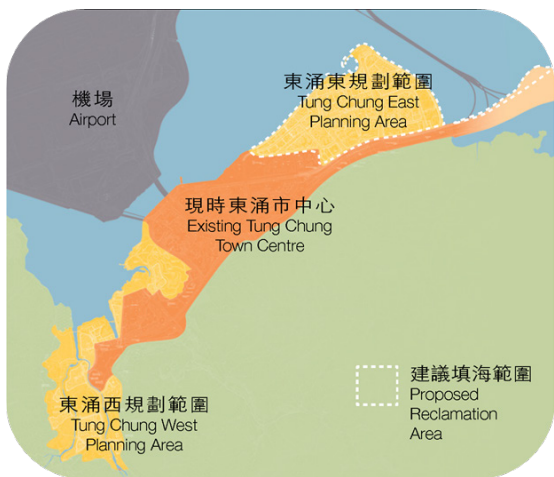 機場
Airport
東涌東規劃範圍
Tung Chung East
Planning Area
現時東涌市中心
Existing Tung Chung
Town Centre
東涌西規劃範圍
Tung Chung West
Planning Area
建議填海範圍
Proposed
Reclamation
Area